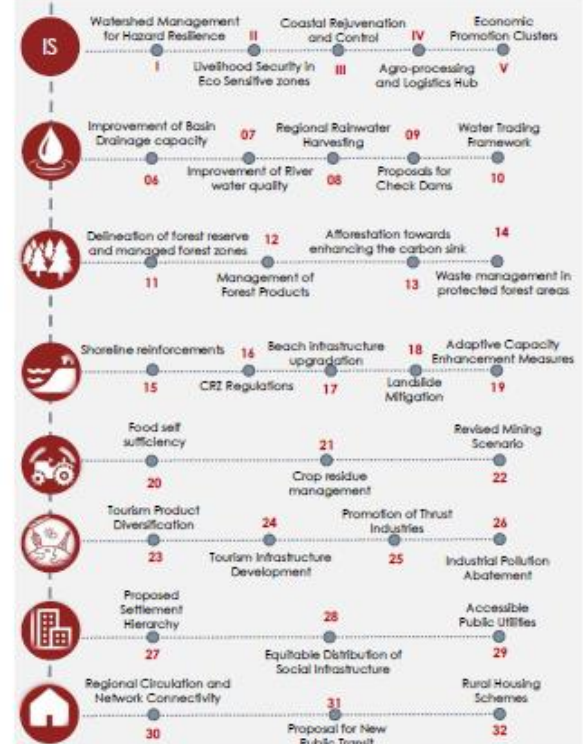 Watershed Management
for Hazard Resilience
II
Coastal Rejuvenation
and Control
IV
Economic
Promotion Clusters
IS
I
Livelihood Security in
Eco Sensitive zones
III
Agro-processing
and Logistics Hub
V
Improvement of Basin
Drainage capacity
07
Regional Rainwater
Harvesting
09
Water Trading
Framework
06
Improvement of River
water quality
08
Proposals for
Check Dams
10
Delineation of forest reserve
and managed forest zones
12
Afforestation towards
enhancing the carbon sink
14
11
Management of
Forest Products
13
Waste management in
protected forest areas
Shoreline reinforcements
16
Beach infrastructure
upgradation
18
Adaptive Capacity
Enhancement Measures
15
CRZ Regulations
17
Landslide
Mitigation
19
Food self
sufficiency
21
Revised Mining
Scenario
20
Crop residue
management
22
Tourism Product
Diversification
24
Promotion of Thrust
Industries
26
23
Tourism Infrastructure
Development
25
Industrial Pollution
Abatement
Proposed
Settlement
Hierarchy
28
Accessible
Public Utilities
27
Equitable Distribution of
Social Infrastructure
29
Regional Circulation and
Network Connectivity
31
Rural Housing
Schemes
30
Proposal for New
Public Transit
32